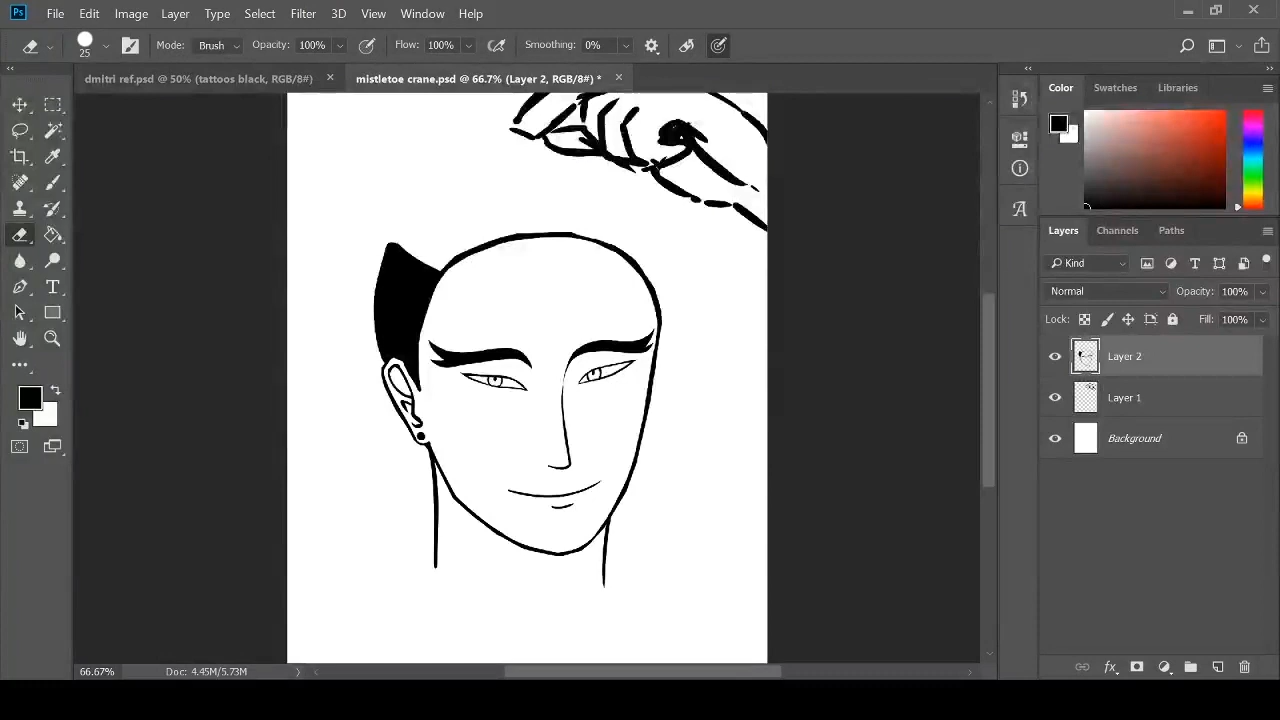 Ps File Edit Image Layer Type Select Filter 3D View Window Help
25 Mode: Brush Opacity: 100% Flow: 100% Smoothing: 0%
dmitri ref.psd @ 50% (tattoos black, RGB/8#) × mistletoe crane.psd @ 66.7% (Layer 2, RGB/8#) * ×
Color Swatches Libraries
Layers Channels Paths
Kind
Normal Opacity: 100%
Lock: Fill: 100%
Layer 2
Layer 1
Background
66.67% Doc: 4.45M/5.73M